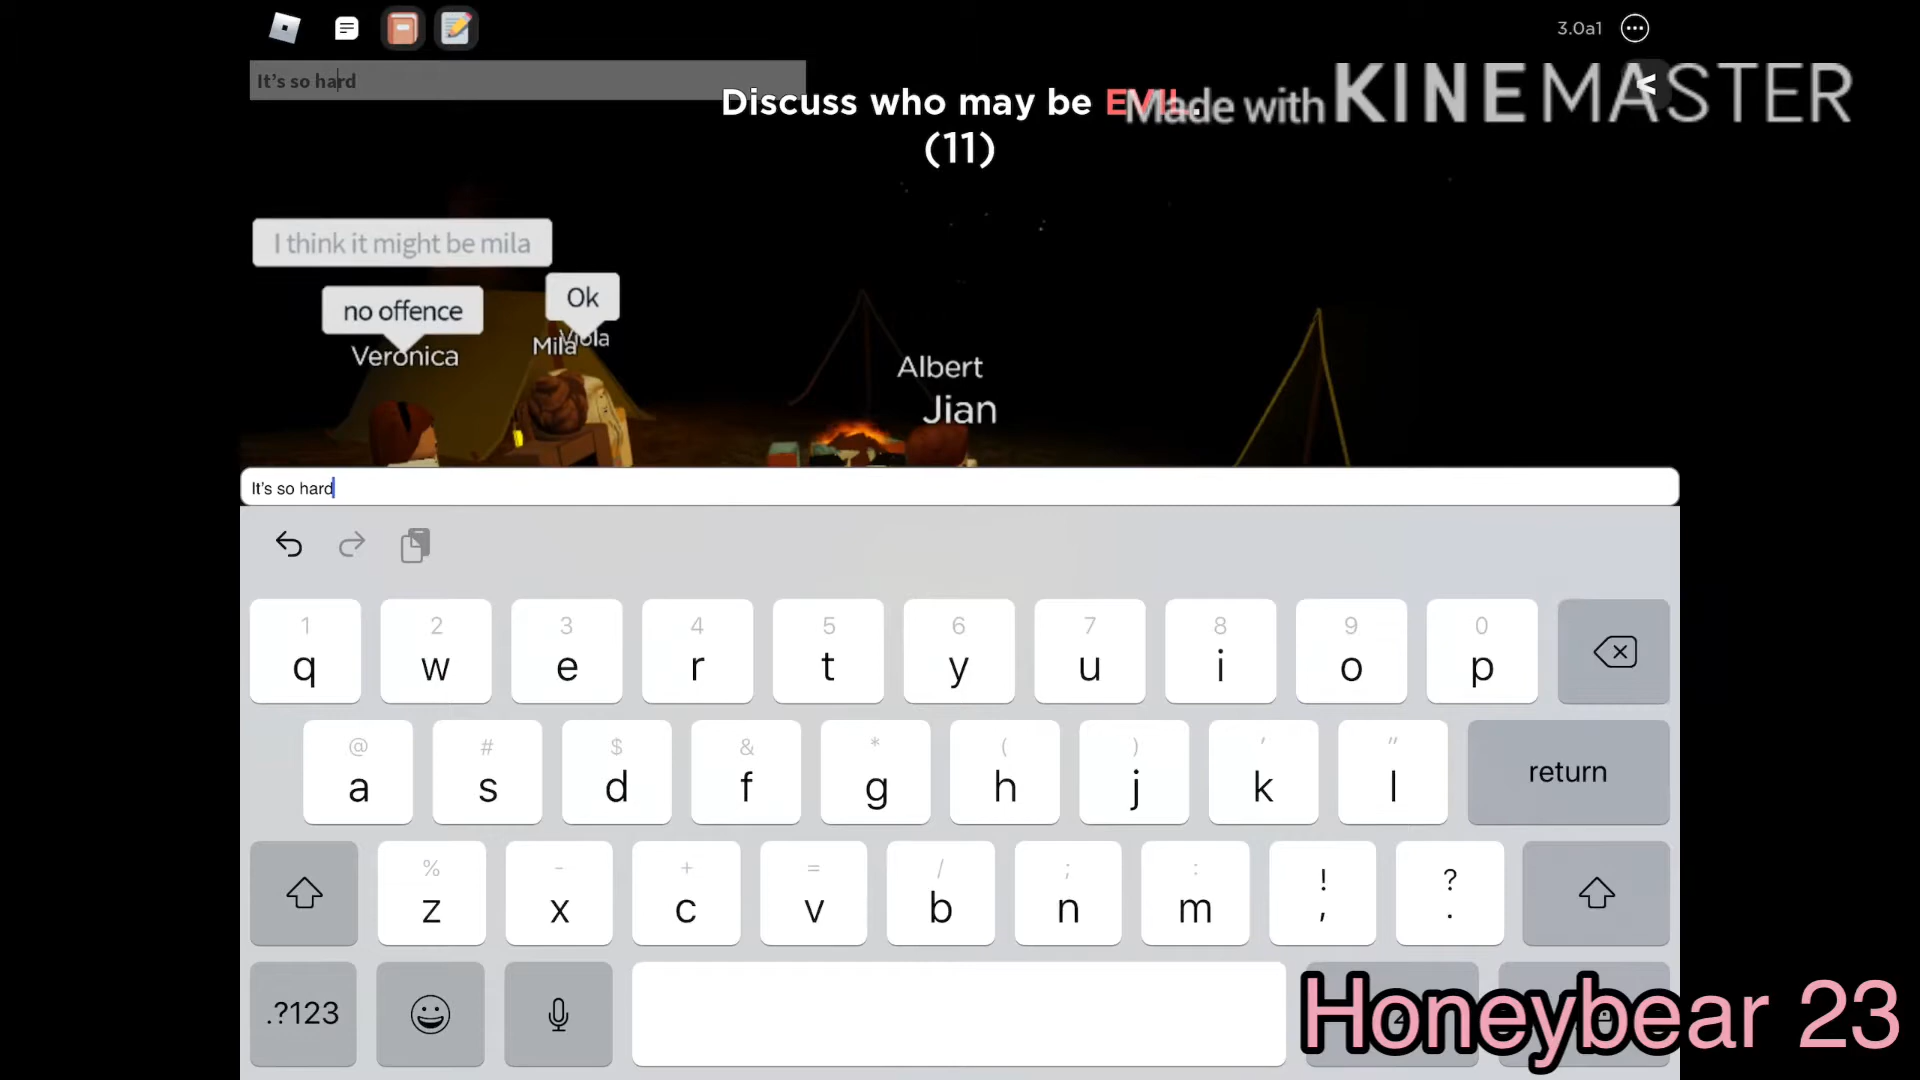 3.0a1
It's so hard
Discuss who may be EVIL.
(11)
Made with KINEMASTER
I think it might be mila
no offence
Ok
Veronica
Mila
Viola
Albert
Jian
It's so hard
1 2 3 4 5 6 7 8 9 0
q w e r t y u i o p
@ # $ & * ( ) ' "
a s d f g h j k l return
% - + = / ; : ! ?
z x c v b n m , .
.?123
Honeybear 23